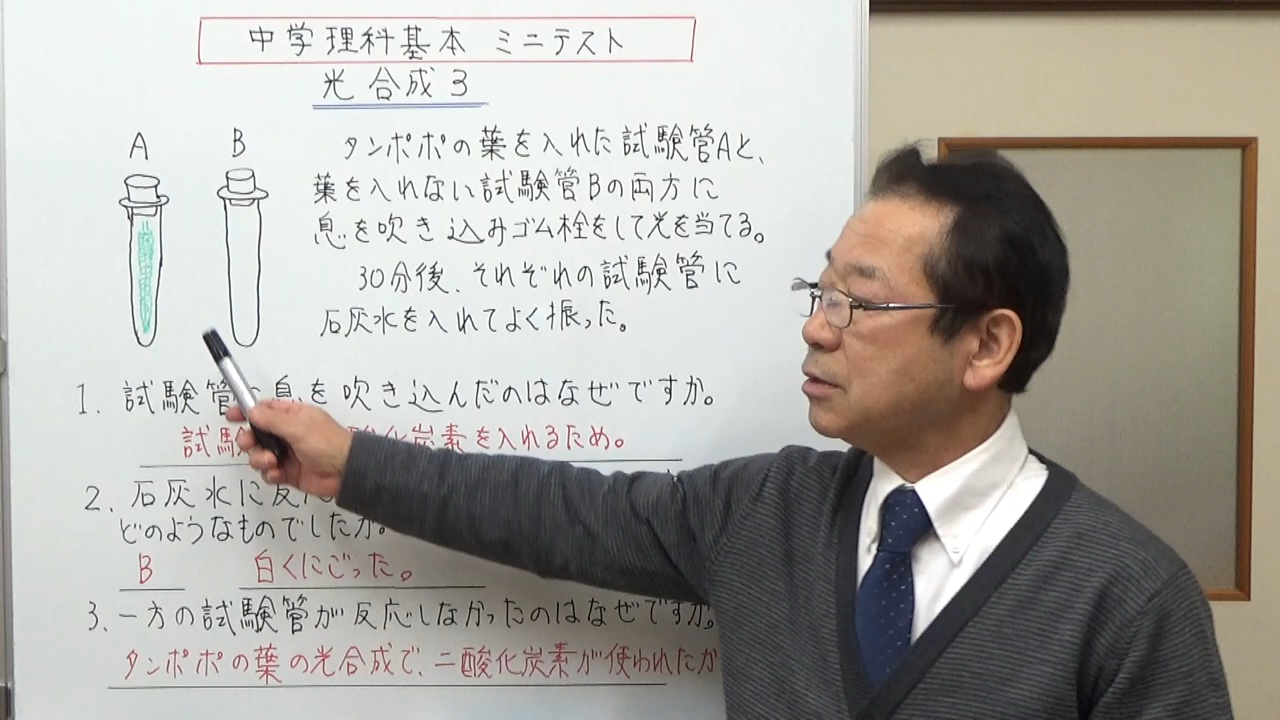 中学理科基本 ミニテスト
光合成3
A
B
タンポポの葉を入れた試験管Aと、
葉を入れない試験管Bの両方に
息を吹き込みゴム栓をして光を当てる。
30分後、それぞれの試験管に
石灰水を入れてよく振った。
1. 試験管 息を吹き込んだのはなぜですか。
試験 酸化炭素を入れるため。
2. 石灰水に反
どのようなものでしたか。
B 白くにごった。
3. 一方の試験管が反応しなかったのはなぜですか。
タンポポの葉の光合成で、二酸化炭素が使われたか